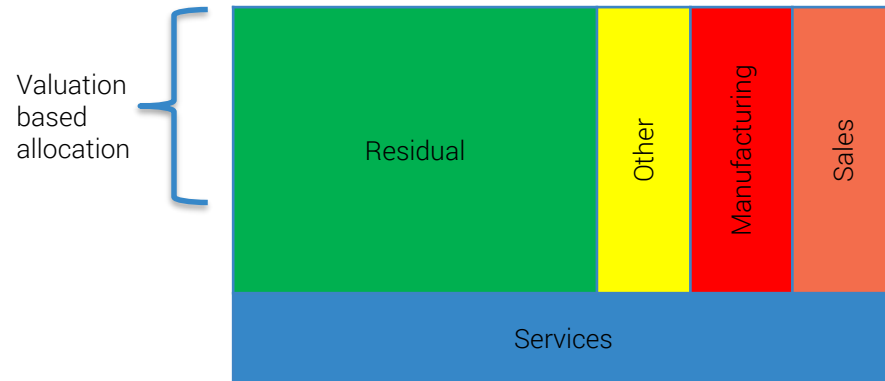 Valuation
based
allocation
Residual
Other
Manufacturing
Sales
Services